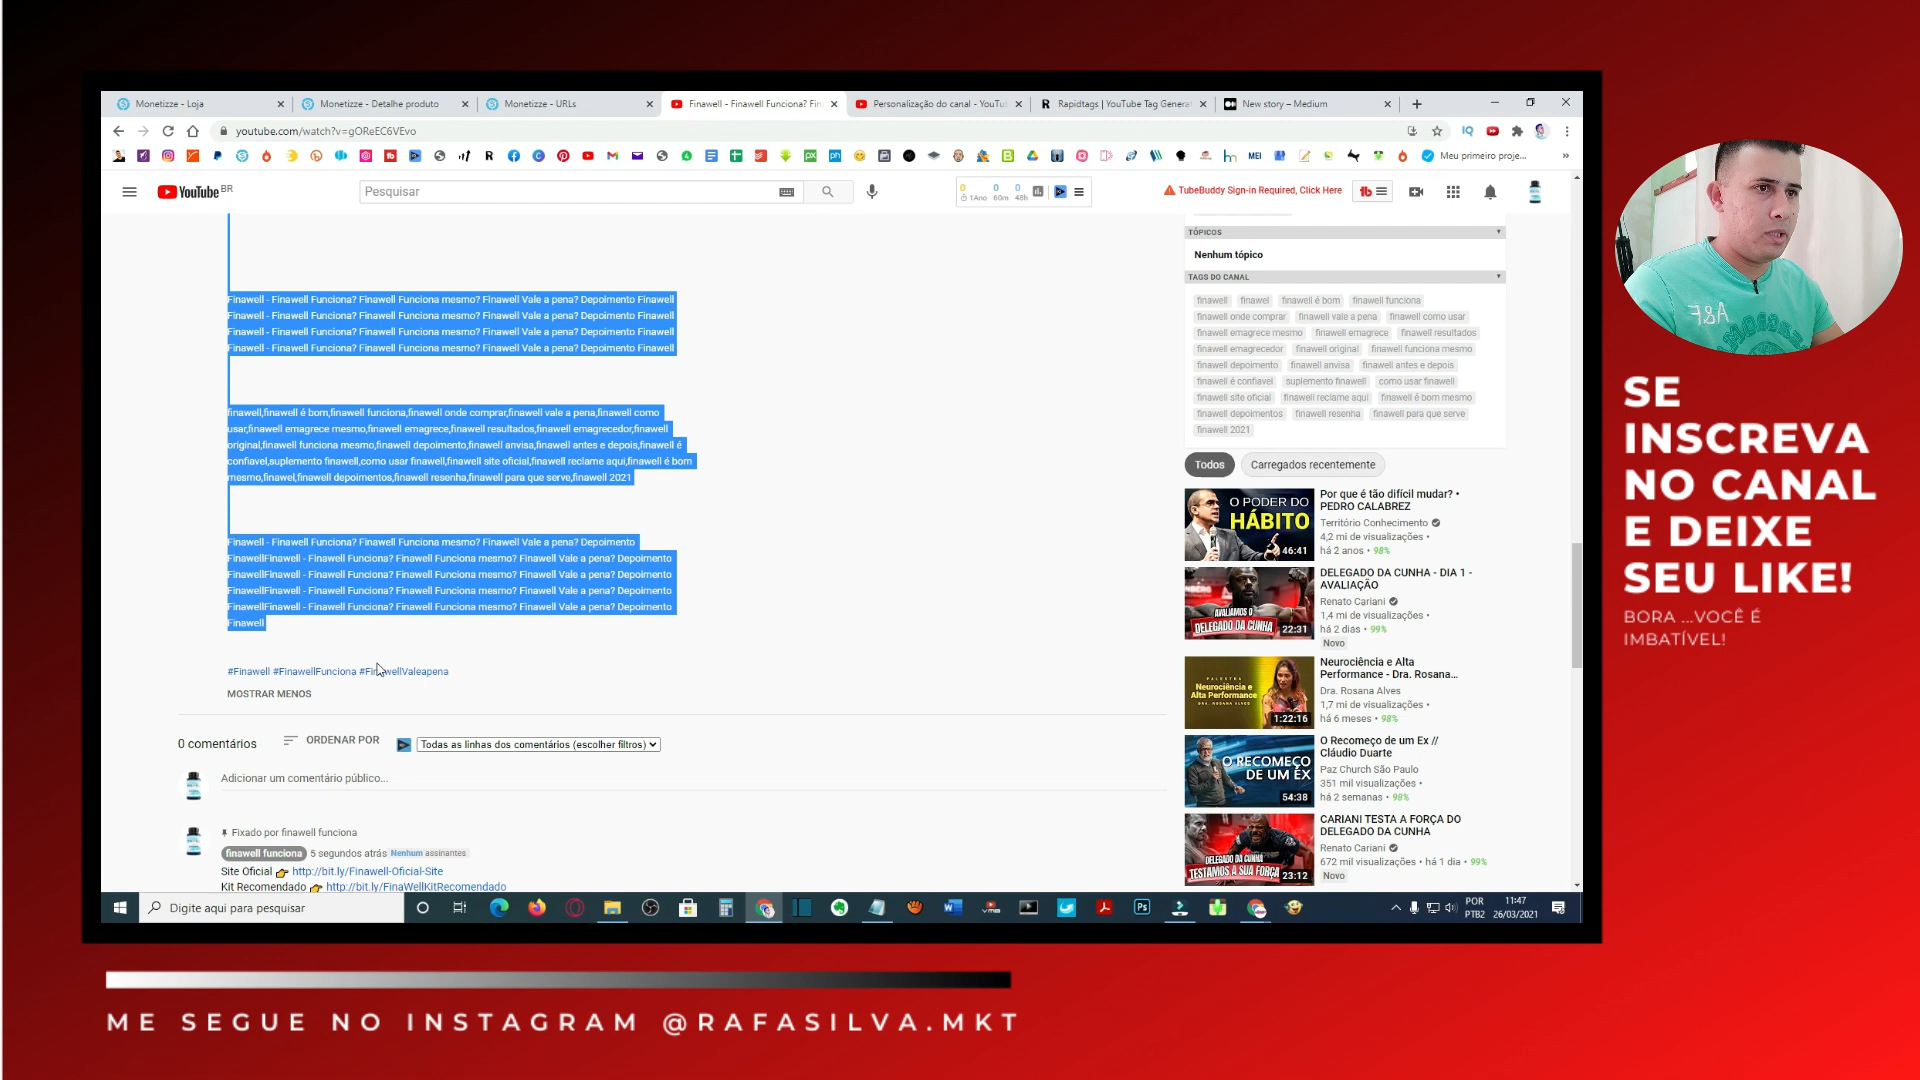 Monetizze - Loja
Monetizze - Detalhe produto
Monetizze - URLs
Finawell - Finawell Funciona? Fin
Personalização do canal - YouTu
Rapidtags | YouTube Tag Genera
New story – Medium
youtube.com/watch?v=gOReEC6VEvo
Meu primeiro proje...
YouTube BR
Pesquisar
0 0 0
1Ano 60m 48h
TubeBuddy Sign-in Required, Click Here
Finawell - Finawell Funciona? Finawell Funciona mesmo? Finawell Vale a pena? Depoimento Finawell
Finawell - Finawell Funciona? Finawell Funciona mesmo? Finawell Vale a pena? Depoimento Finawell
Finawell - Finawell Funciona? Finawell Funciona mesmo? Finawell Vale a pena? Depoimento Finawell
Finawell - Finawell Funciona? Finawell Funciona mesmo? Finawell Vale a pena? Depoimento Finawell
finawell,finawell é bom,finawell funciona,finawell onde comprar,finawell vale a pena,finawell como
usar,finawell emagrece mesmo,finawell emagrece,finawell resultados,finawell emagrecedor,finawell
original,finawell funciona mesmo,finawell depoimento,finawell anvisa,finawell antes e depois,finawell é
confiavel,suplemento finawell,como usar finawell,finawell site oficial,finawell reclame aqui,finawell é bom
mesmo,finawel,finawell depoimentos,finawell resenha,finawell para que serve,finawell 2021
Finawell - Finawell Funciona? Finawell Funciona mesmo? Finawell Vale a pena? Depoimento
FinawellFinawell - Finawell Funciona? Finawell Funciona mesmo? Finawell Vale a pena? Depoimento
FinawellFinawell - Finawell Funciona? Finawell Funciona mesmo? Finawell Vale a pena? Depoimento
FinawellFinawell - Finawell Funciona? Finawell Funciona mesmo? Finawell Vale a pena? Depoimento
FinawellFinawell - Finawell Funciona? Finawell Funciona mesmo? Finawell Vale a pena? Depoimento
Finawell
#Finawell #FinawellFunciona #FinawellValeapena
MOSTRAR MENOS
0 comentários
ORDENAR POR
Todas as linhas dos comentários (escolher filtros)
Adicionar um comentário público...
Fixado por finawell funciona
finawell funciona 5 segundos atrás Nenhum assinantes
Site Oficial 👉 http://bit.ly/Finawell-Oficial-Site
Kit Recomendado 👉 http://bit.ly/FinaWellKitRecomendado
TÓPICOS
Nenhum tópico
TAGS DO CANAL
finawell finawel finawell é bom finawell funciona
finawell onde comprar finawell vale a pena finawell como usar
finawell emagrece mesmo finawell emagrece finawell resultados
finawell emagrecedor finawell original finawell funciona mesmo
finawell depoimento finawell anvisa finawell antes e depois
finawell é confiavel suplemento finawell como usar finawell
finawell site oficial finawell reclame aqui finawell é bom mesmo
finawell depoimentos finawell resenha finawell para que serve
finawell 2021
Todos
Carregados recentemente
O PODER DO
HÁBITO
46:41
Por que é tão difícil mudar? •
PEDRO CALABREZ
Território Conhecimento
4,2 mi de visualizações •
há 2 anos • 98%
AVALIAMOS O
DELEGADO DA CUNHA
22:31
DELEGADO DA CUNHA - DIA 1 -
AVALIAÇÃO
Renato Cariani
1,4 mi de visualizações •
há 2 dias • 99%
Novo
PALESTRA
Neurociência e
Alta Performance
DRA. ROSANA ALVES
1:22:16
Neurociência e Alta
Performance - Dra. Rosana...
Dra. Rosana Alves
1,7 mi de visualizações •
há 6 meses • 98%
O RECOMEÇO
DE UM EX
54:38
O Recomeço de um Ex //
Cláudio Duarte
Paz Church São Paulo
351 mil visualizações •
há 2 semanas • 98%
DELEGADO DA CUNHA
TESTAMOS A SUA FORÇA
23:12
CARIANI TESTA A FORÇA DO
DELEGADO DA CUNHA
Renato Cariani
672 mil visualizações • há 1 dia • 99%
Novo
Digite aqui para pesquisar
POR
PTB2
11:47
26/03/2021
SE
INSCREVA
NO CANAL
E DEIXE
SEU LIKE!
BORA ...VOCÊ É
IMBATÍVEL!
ME SEGUE NO INSTAGRAM @RAFASILVA.MKT